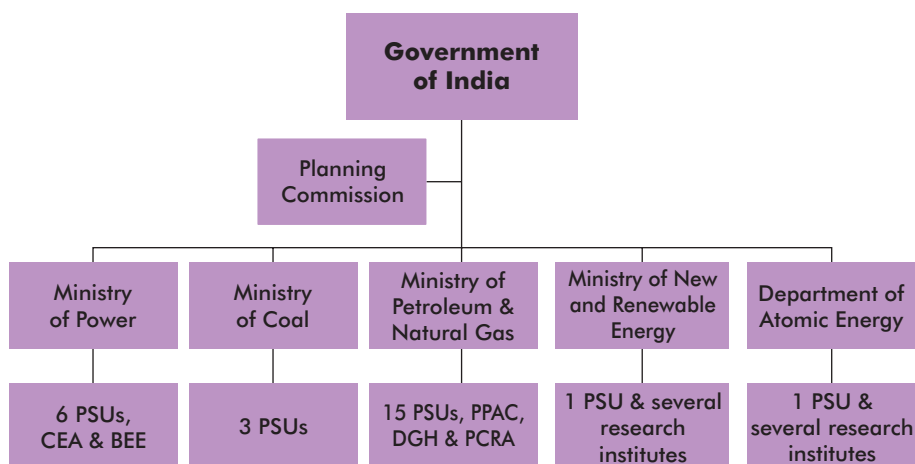 Government
of India
Planning
Commission
Ministry
of Power
Ministry
of Coal
Ministry of
Petroleum &
Natural Gas
Ministry of New
and Renewable
Energy
Department of
Atomic Energy
6 PSUs,
CEA & BEE
3 PSUs
15 PSUs, PPAC,
DGH & PCRA
1 PSU & several
research
institutes
1 PSU &
several research
institutes